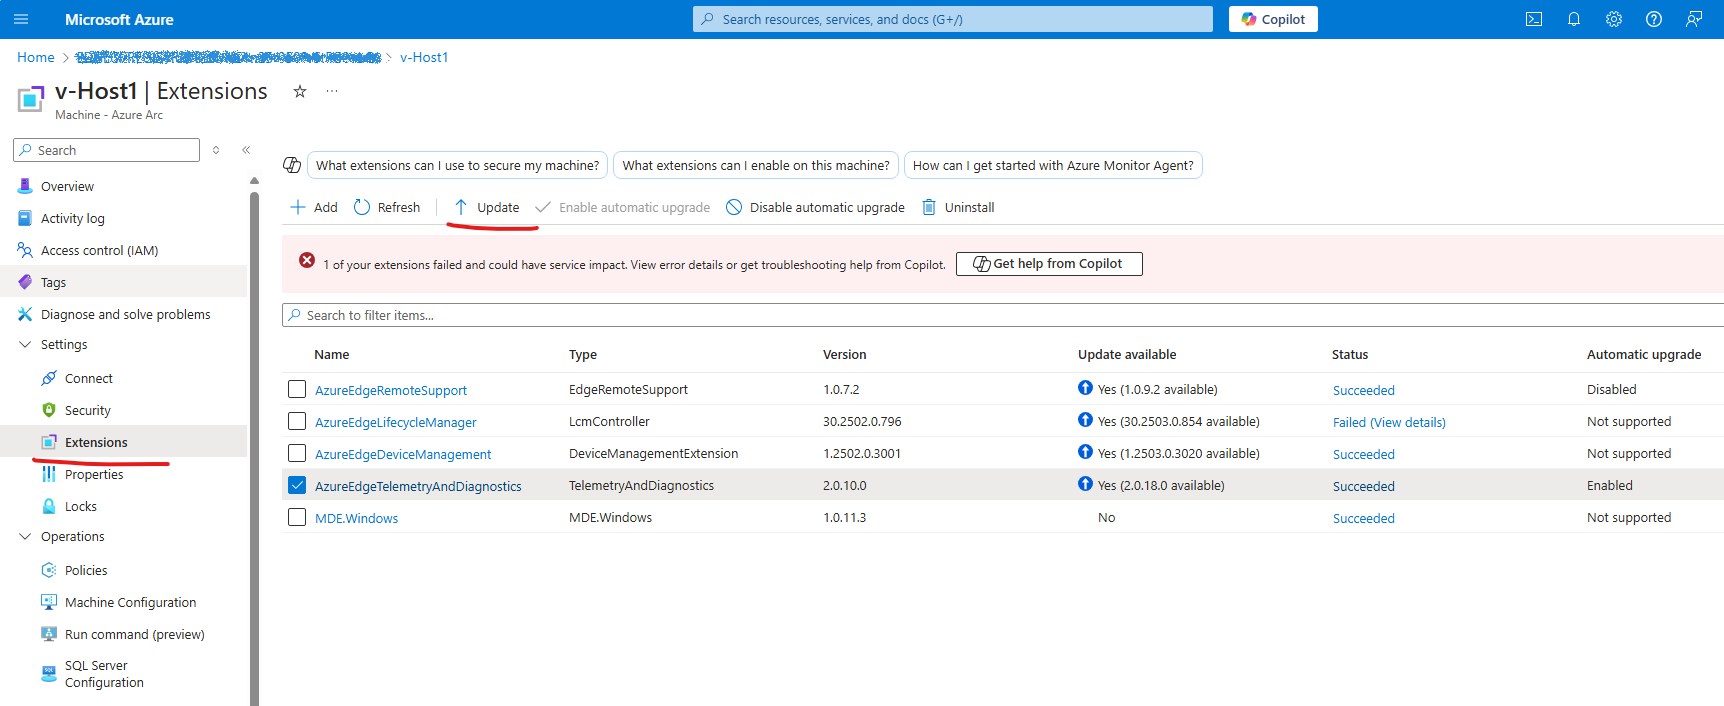 Microsoft Azure
Search resources, services, and docs (G+/)
Copilot
Home
v-Host1
v-Host1 | Extensions
Machine - Azure Arc
Search
What extensions can I use to secure my machine?
What extensions can I enable on this machine?
How can I get started with Azure Monitor Agent?
Overview
Activity log
Access control (IAM)
Tags
Diagnose and solve problems
Settings
Connect
Security
Extensions
Properties
Locks
Operations
Policies
Machine Configuration
Run command (preview)
SQL Server
Configuration
Add Refresh Update Enable automatic upgrade Disable automatic upgrade Uninstall
1 of your extensions failed and could have service impact. View error details or get troubleshooting help from Copilot. Get help from Copilot
Search to filter items...
Name Type Version Update available Status Automatic upgrade
AzureEdgeRemoteSupport EdgeRemoteSupport 1.0.7.2 Yes (1.0.9.2 available) Succeeded Disabled
AzureEdgeLifecycleManager LcmController 30.2502.0.796 Yes (30.2503.0.854 available) Failed (View details) Not supported
AzureEdgeDeviceManagement DeviceManagementExtension 1.2502.0.3001 Yes (1.2503.0.3020 available) Succeeded Not supported
AzureEdgeTelemetryAndDiagnostics TelemetryAndDiagnostics 2.0.10.0 Yes (2.0.18.0 available) Succeeded Enabled
MDE.Windows MDE.Windows 1.0.11.3 No Succeeded Not supported